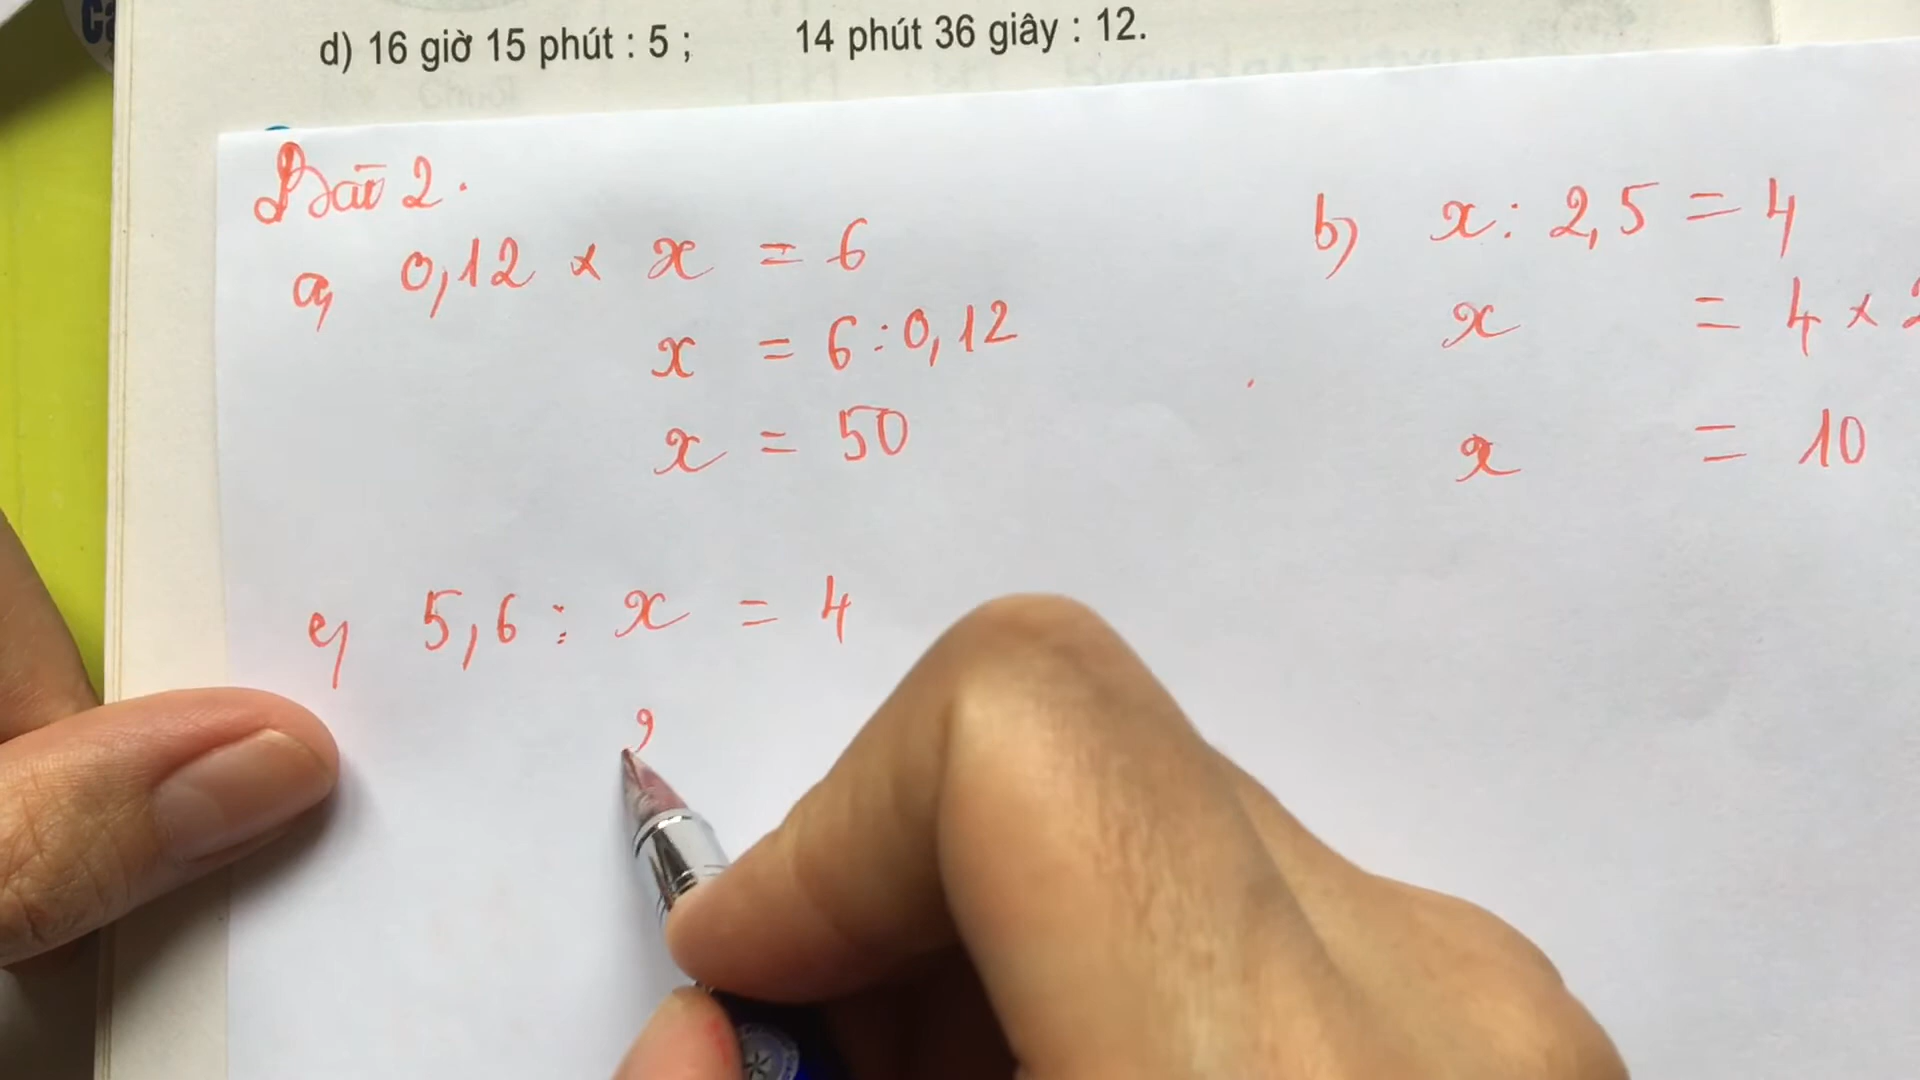 d) 16 giờ 15 phút : 5 ; 14 phút 36 giây : 12.
Bài 2.
a) 0,12 × x = 6
x = 6 : 0,12
x = 50
b) x : 2,5 = 4
x = 4 × 2
x = 10
c) 5,6 : x = 4